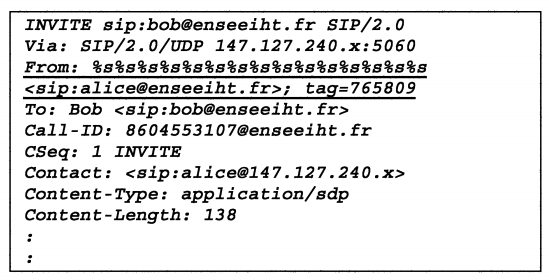 INVITE sip:bob@enseeiht.fr SIP/2.0
Via: SIP/2.0/UDP 147.127.240.x:5060
From: %s%s%s%s%s%s%s%s%s%s%s%s%s%s%s
<sip:alice@enseeiht.fr>; tag=765809
To: Bob <sip:bob@enseeiht.fr>
Call-ID: 8604553107@enseeiht.fr
CSeq: 1 INVITE
Contact: <sip:alice@147.127.240.x>
Content-Type: application/sdp
Content-Length: 138
:
: